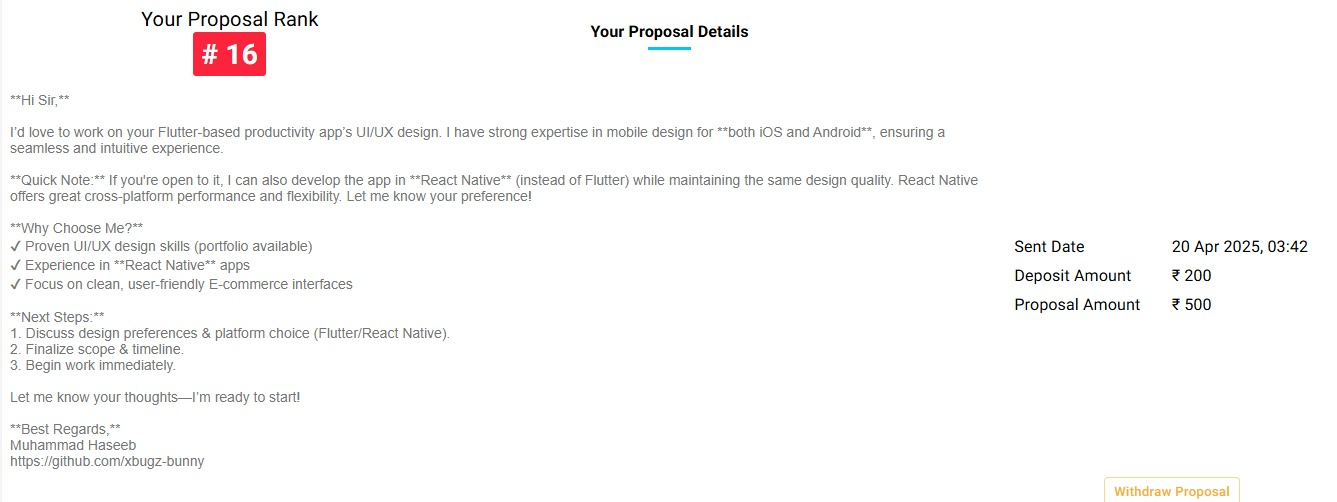 Your Proposal Rank
# 16
Your Proposal Details
**Hi Sir,**
I'd love to work on your Flutter-based productivity app's UI/UX design. I have strong expertise in mobile design for **both iOS and Android**, ensuring a
seamless and intuitive experience.
**Quick Note:** If you're open to it, I can also develop the app in **React Native** (instead of Flutter) while maintaining the same design quality. React Native
offers great cross-platform performance and flexibility. Let me know your preference!
**Why Choose Me?**
✓ Proven UI/UX design skills (portfolio available)
✓ Experience in **React Native** apps
✓ Focus on clean, user-friendly E-commerce interfaces
**Next Steps:**
1. Discuss design preferences & platform choice (Flutter/React Native).
2. Finalize scope & timeline.
3. Begin work immediately.
Let me know your thoughts—I'm ready to start!
**Best Regards,**
Muhammad Haseeb
https://github.com/xbugz-bunny
Sent Date 20 Apr 2025, 03:42
Deposit Amount ₹ 200
Proposal Amount ₹ 500
Withdraw Proposal